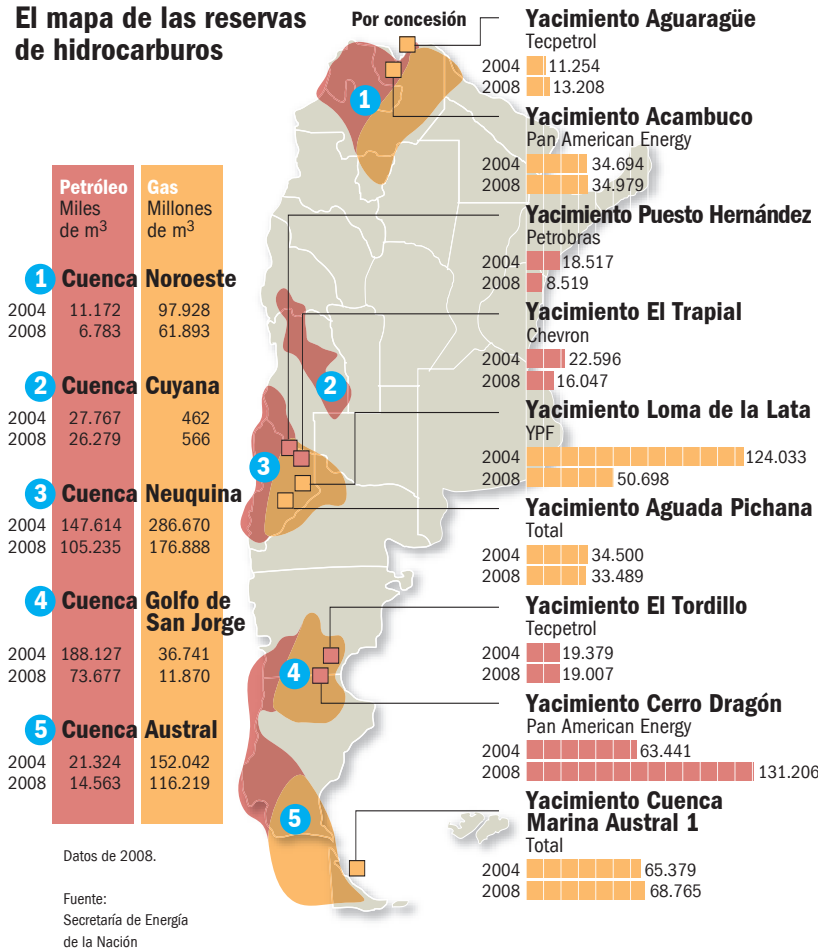 El mapa de las reservas
de hidrocarburos
Petróleo
Miles
de m³
Gas
Millones
de m³
1 Cuenca Noroeste
2004 11.172 97.928
2008 6.783 61.893
2 Cuenca Cuyana
2004 27.767 462
2008 26.279 566
3 Cuenca Neuquina
2004 147.614 286.670
2008 105.235 176.888
4 Cuenca Golfo de
San Jorge
2004 188.127 36.741
2008 73.677 11.870
5 Cuenca Austral
2004 21.324 152.042
2008 14.563 116.219
Datos de 2008.
Fuente:
Secretaría de Energía
de la Nación
1
2
3
4
5
Por concesión
Yacimiento Aguaragüe
Tecpetrol
2004 11.254
2008 13.208
Yacimiento Acambuco
Pan American Energy
2004 34.694
2008 34.979
Yacimiento Puesto Hernández
Petrobras
2004 18.517
2008 8.519
Yacimiento El Trapial
Chevron
2004 22.596
2008 16.047
Yacimiento Loma de la Lata
YPF
2004 124.033
2008 50.698
Yacimiento Aguada Pichana
Total
2004 34.500
2008 33.489
Yacimiento El Tordillo
Tecpetrol
2004 19.379
2008 19.007
Yacimiento Cerro Dragón
Pan American Energy
2004 63.441
2008 131.206
Yacimiento Cuenca
Marina Austral 1
Total
2004 65.379
2008 68.765